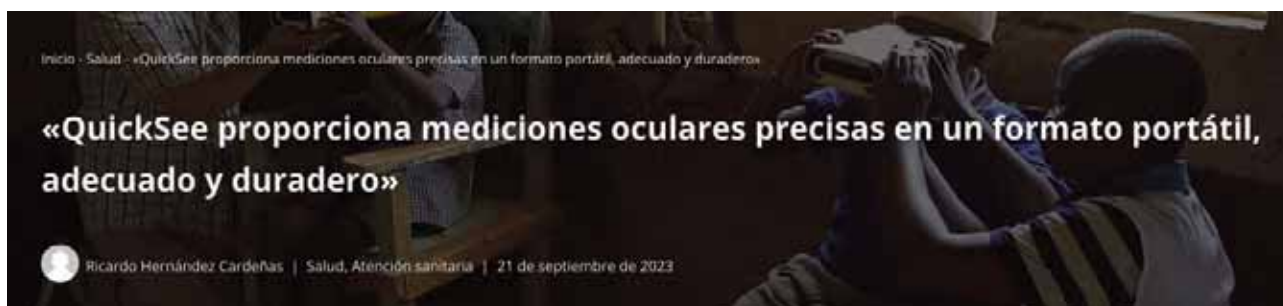 Inicio - Salud - «QuickSee proporciona mediciones oculares precisas en un formato portátil, adecuado y duradero»
«QuickSee proporciona mediciones oculares precisas en un formato portátil,
adecuado y duradero»
Ricardo Hernández Cardeñas | Salud, Atención sanitaria | 21 de septiembre de 2023